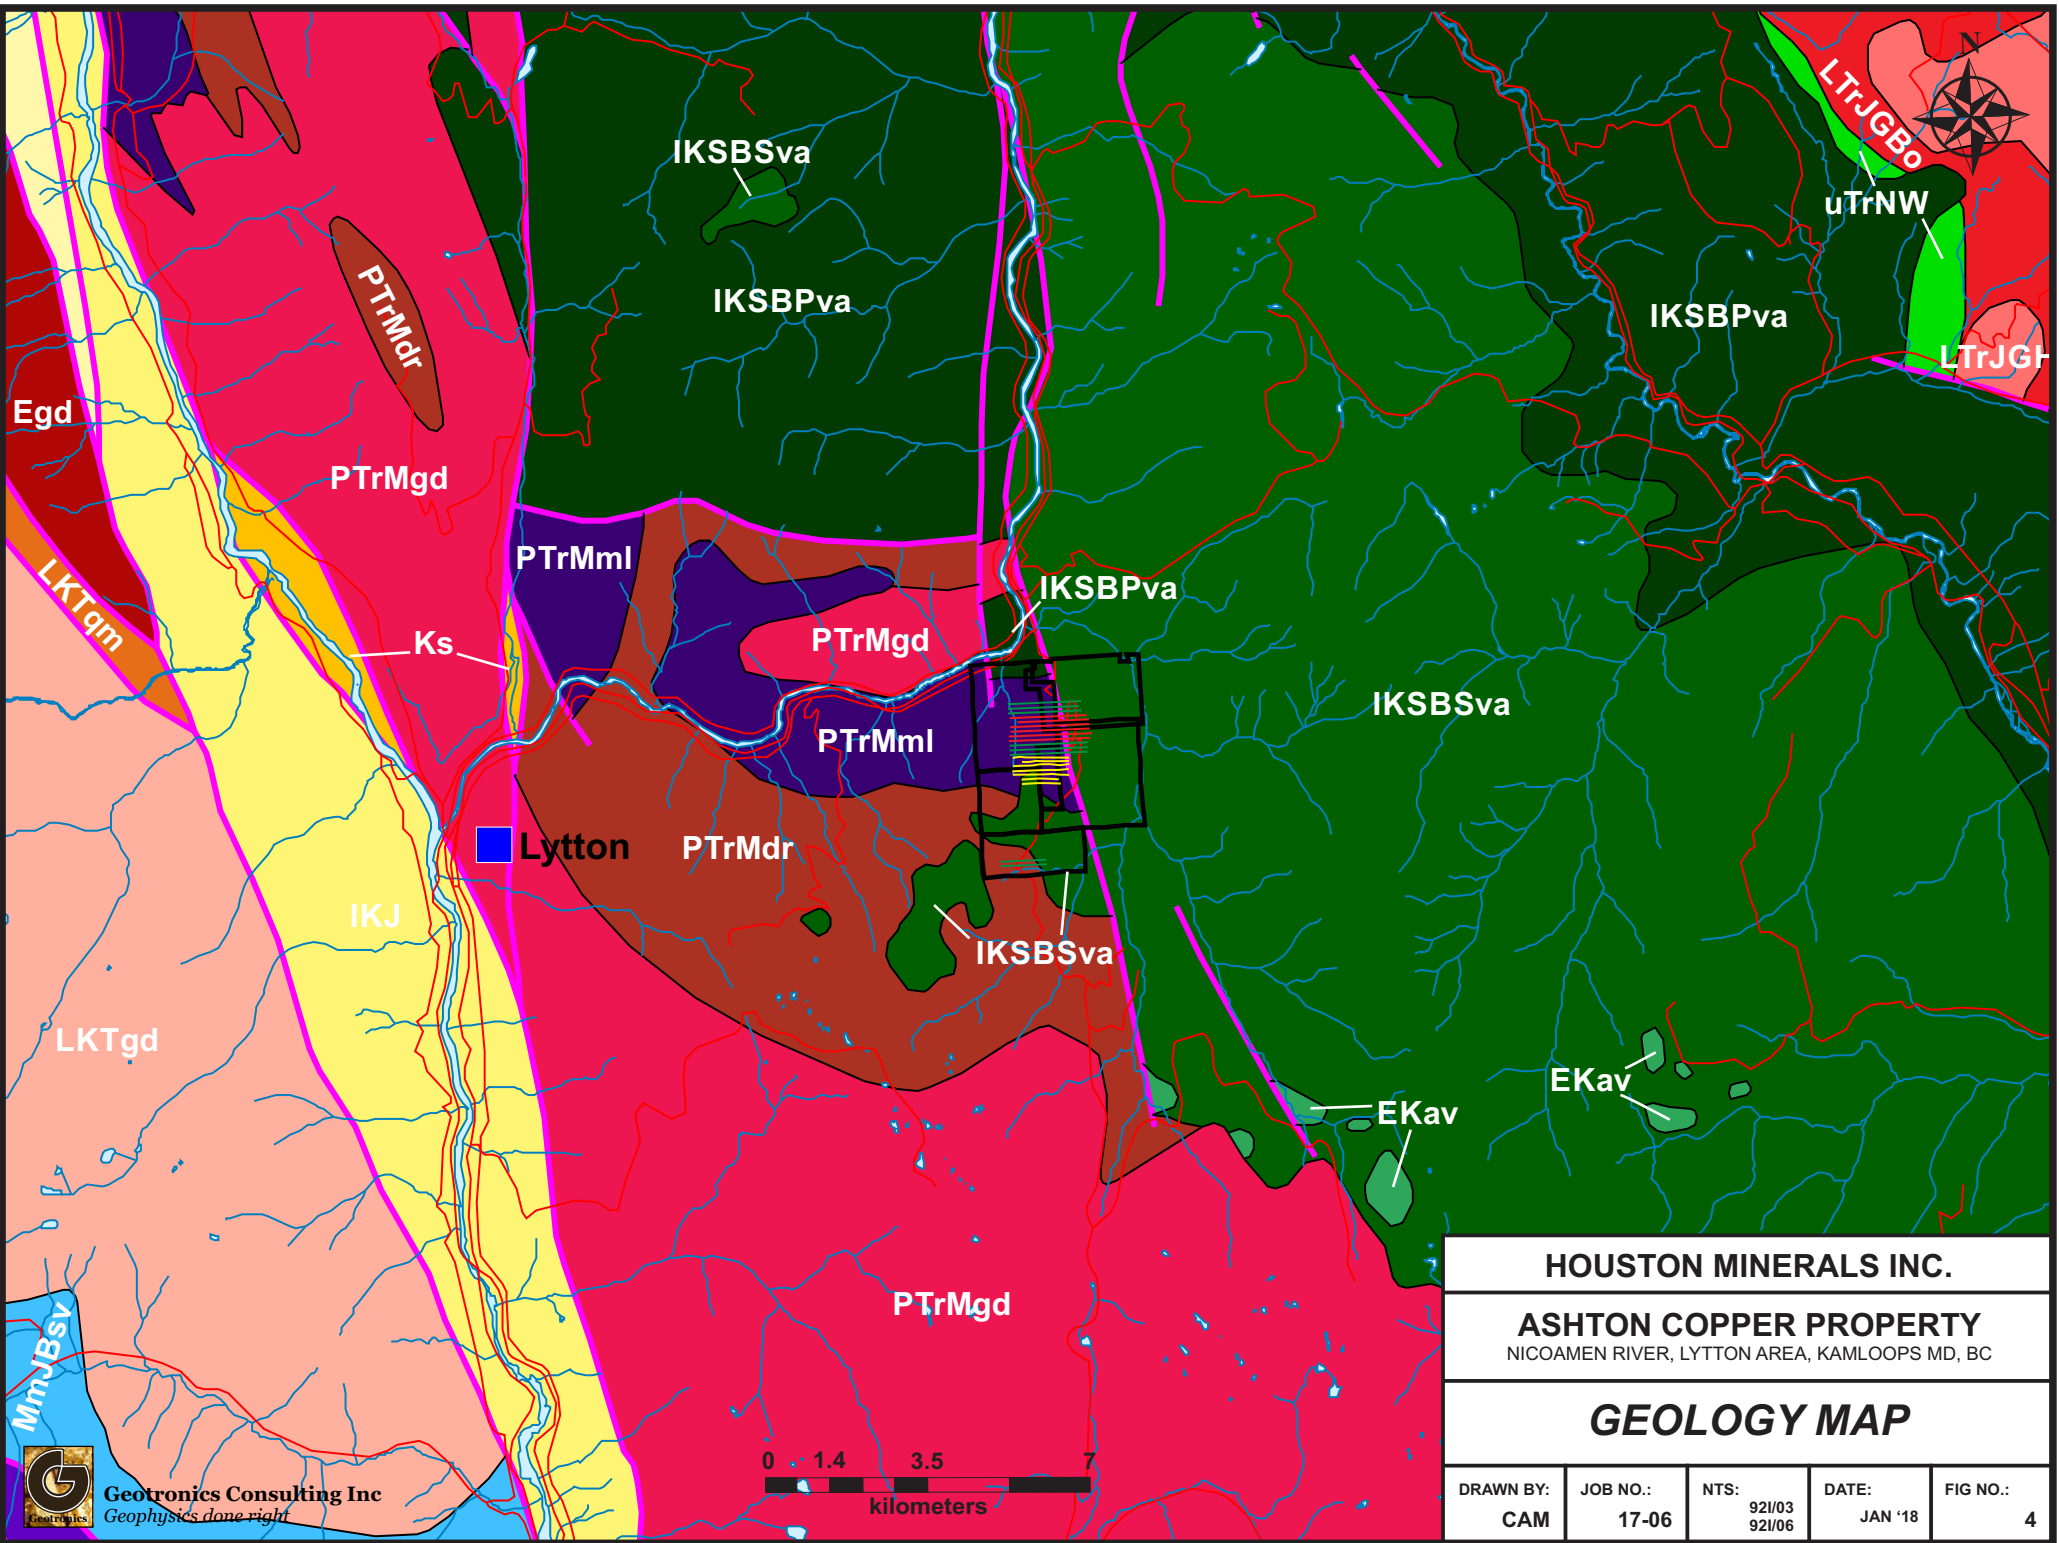 N
LTrJGBo
IKSBSva
uTrNW
PTrMdr
IKSBPva
IKSBPva
LTrJGH
Egd
PTrMgd
PTrMml
IKSBPva
LKTqm
Ks
PTrMgd
IKSBSva
PTrMml
Lytton
PTrMdr
IKJ
IKSBSva
LKTgd
EKav
EKav
PTrMgd
MmJBsv
0 1.4 3.5 7
kilometers
Geotronics
Geotronics Consulting Inc
Geophysics done right
HOUSTON MINERALS INC.
ASHTON COPPER PROPERTY
NICOAMEN RIVER, LYTTON AREA, KAMLOOPS MD, BC
GEOLOGY MAP
DRAWN BY:
CAM
JOB NO.:
17-06
NTS:
92I/03
92I/06
DATE:
JAN '18
FIG NO.:
4